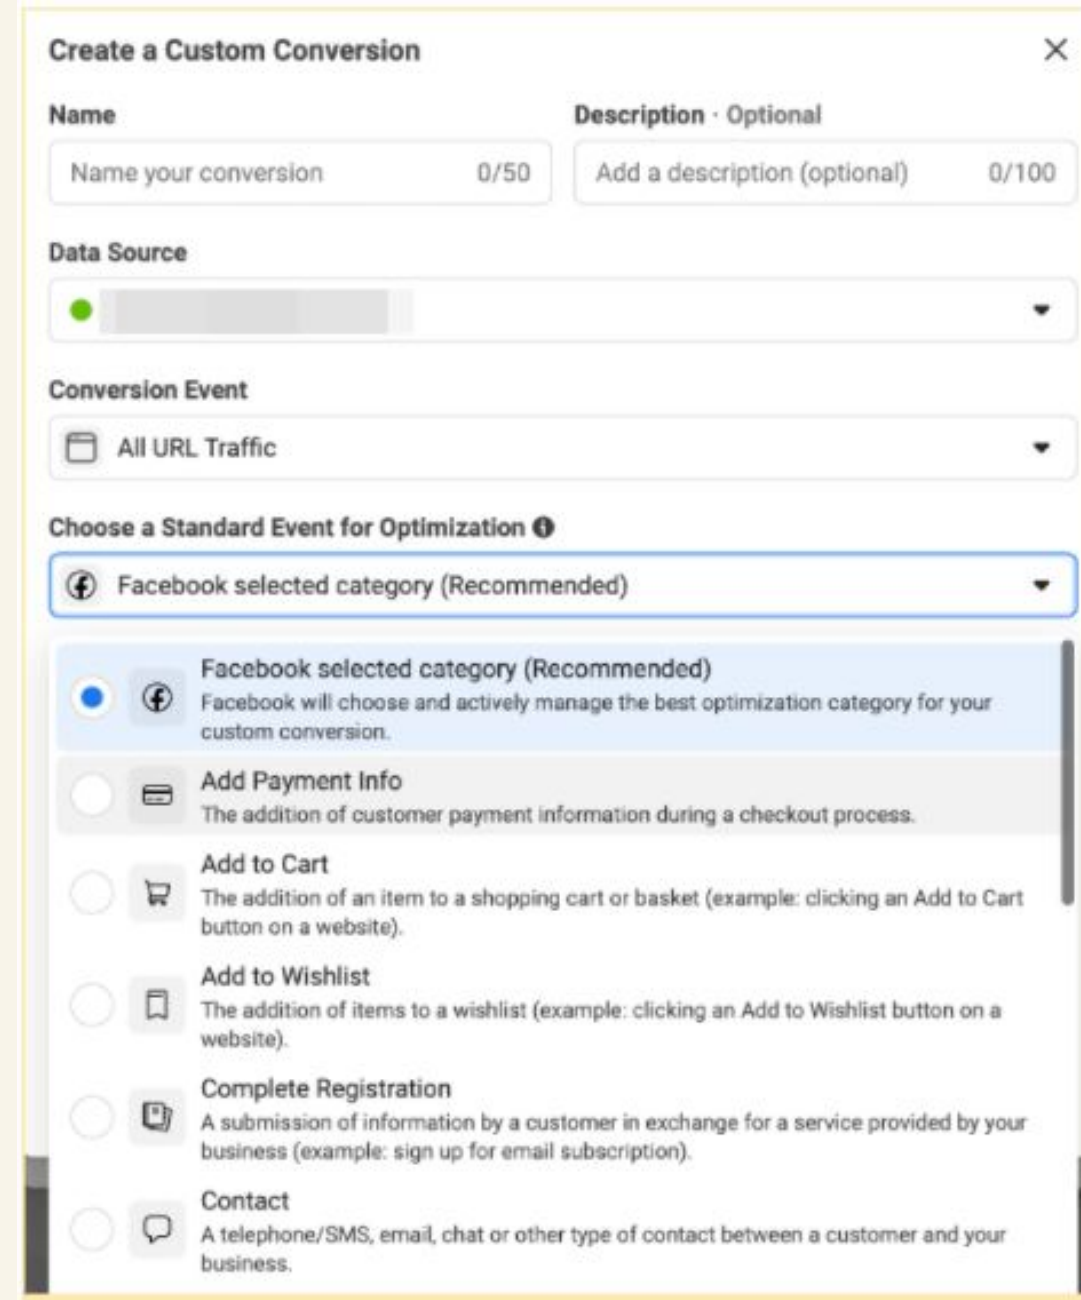 Create a Custom Conversion
Name
Description · Optional
Name your conversion 0/50
Add a description (optional) 0/100
Data Source
Conversion Event
All URL Traffic
Choose a Standard Event for Optimization
Facebook selected category (Recommended)
Facebook selected category (Recommended)
Facebook will choose and actively manage the best optimization category for your
custom conversion.
Add Payment Info
The addition of customer payment information during a checkout process.
Add to Cart
The addition of an item to a shopping cart or basket (example: clicking an Add to Cart
button on a website).
Add to Wishlist
The addition of items to a wishlist (example: clicking an Add to Wishlist button on a
website).
Complete Registration
A submission of information by a customer in exchange for a service provided by your
business (example: sign up for email subscription).
Contact
A telephone/SMS, email, chat or other type of contact between a customer and your
business.